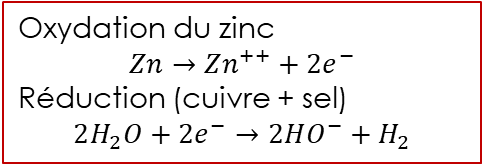 Oxydation du zinc
Zn → Zn⁺⁺ + 2e⁻
Réduction (cuivre + sel)
2H₂O + 2e⁻ → 2HO⁻ + H₂